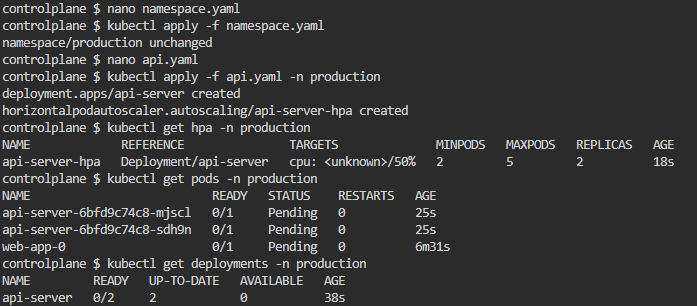 controlplane $ nano namespace.yaml
controlplane $ kubectl apply -f namespace.yaml
namespace/production unchanged
controlplane $ nano api.yaml
controlplane $ kubectl apply -f api.yaml -n production
deployment.apps/api-server created
horizontalpodautoscaler.autoscaling/api-server-hpa created
controlplane $ kubectl get hpa -n production
NAME REFERENCE TARGETS MINPODS MAXPODS REPLICAS AGE
api-server-hpa Deployment/api-server cpu: <unknown>/50% 2 5 2 18s
controlplane $ kubectl get pods -n production
NAME READY STATUS RESTARTS AGE
api-server-6bfd9c74c8-mjscl 0/1 Pending 0 25s
api-server-6bfd9c74c8-sdh9n 0/1 Pending 0 25s
web-app-0 0/1 Pending 0 6m31s
controlplane $ kubectl get deployments -n production
NAME READY UP-TO-DATE AVAILABLE AGE
api-server 0/2 2 0 38s